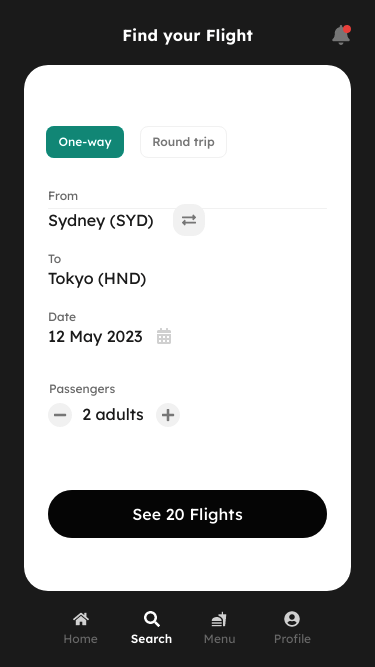 Find your Flight
One-way
Round trip
From
Sydney (SYD)
To
Tokyo (HND)
Date
12 May 2023
Passengers
2 adults
See 20 Flights
Home
Search
Menu
Profile